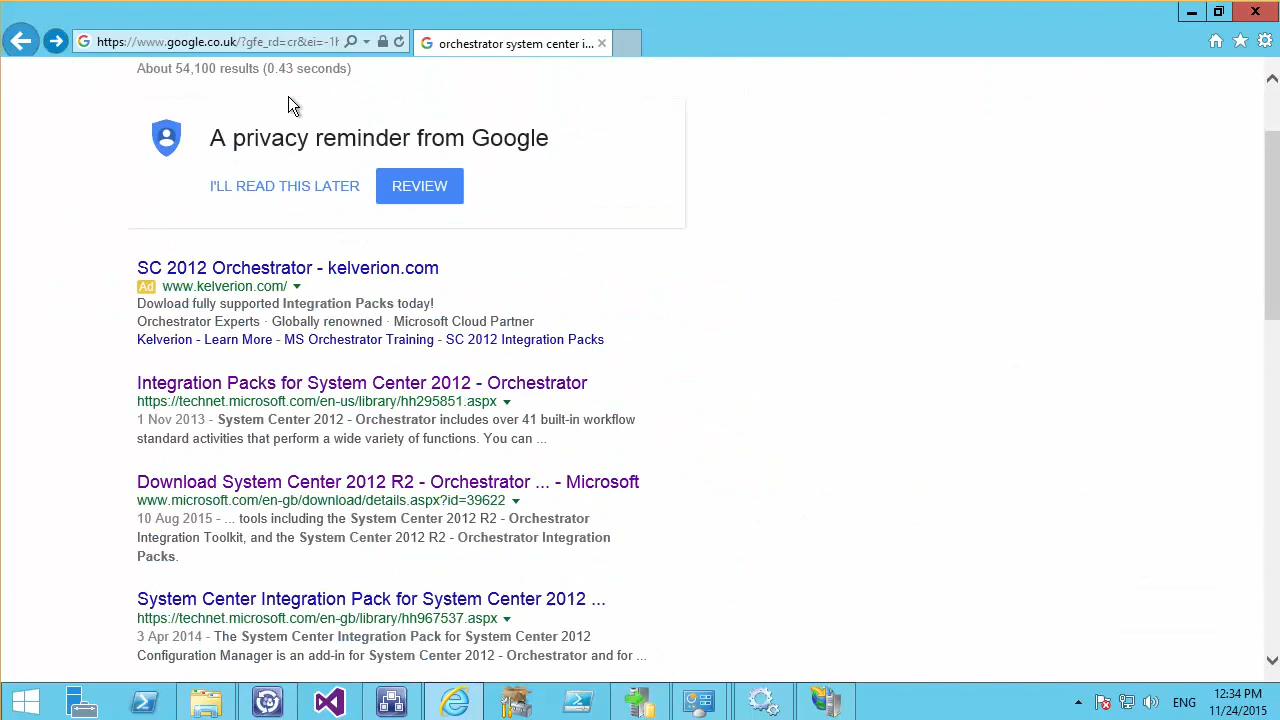 https://www.google.co.uk/?gfe_rd=cr&ei=-1
orchestrator system center i...
About 54,100 results (0.43 seconds)
A privacy reminder from Google
I'LL READ THIS LATER
REVIEW
SC 2012 Orchestrator - kelverion.com
Ad www.kelverion.com/
Dowload fully supported Integration Packs today!
Orchestrator Experts · Globally renowned · Microsoft Cloud Partner
Kelverion - Learn More - MS Orchestrator Training - SC 2012 Integration Packs
Integration Packs for System Center 2012 - Orchestrator
https://technet.microsoft.com/en-us/library/hh295851.aspx
1 Nov 2013 - System Center 2012 - Orchestrator includes over 41 built-in workflow
standard activities that perform a wide variety of functions. You can ...
Download System Center 2012 R2 - Orchestrator ... - Microsoft
www.microsoft.com/en-gb/download/details.aspx?id=39622
10 Aug 2015 - ... tools including the System Center 2012 R2 - Orchestrator
Integration Toolkit, and the System Center 2012 R2 - Orchestrator Integration
Packs.
System Center Integration Pack for System Center 2012 ...
https://technet.microsoft.com/en-gb/library/hh967537.aspx
3 Apr 2014 - The System Center Integration Pack for System Center 2012
Configuration Manager is an add-in for System Center 2012 - Orchestrator and for ...
ENG
12:34 PM
11/24/2015